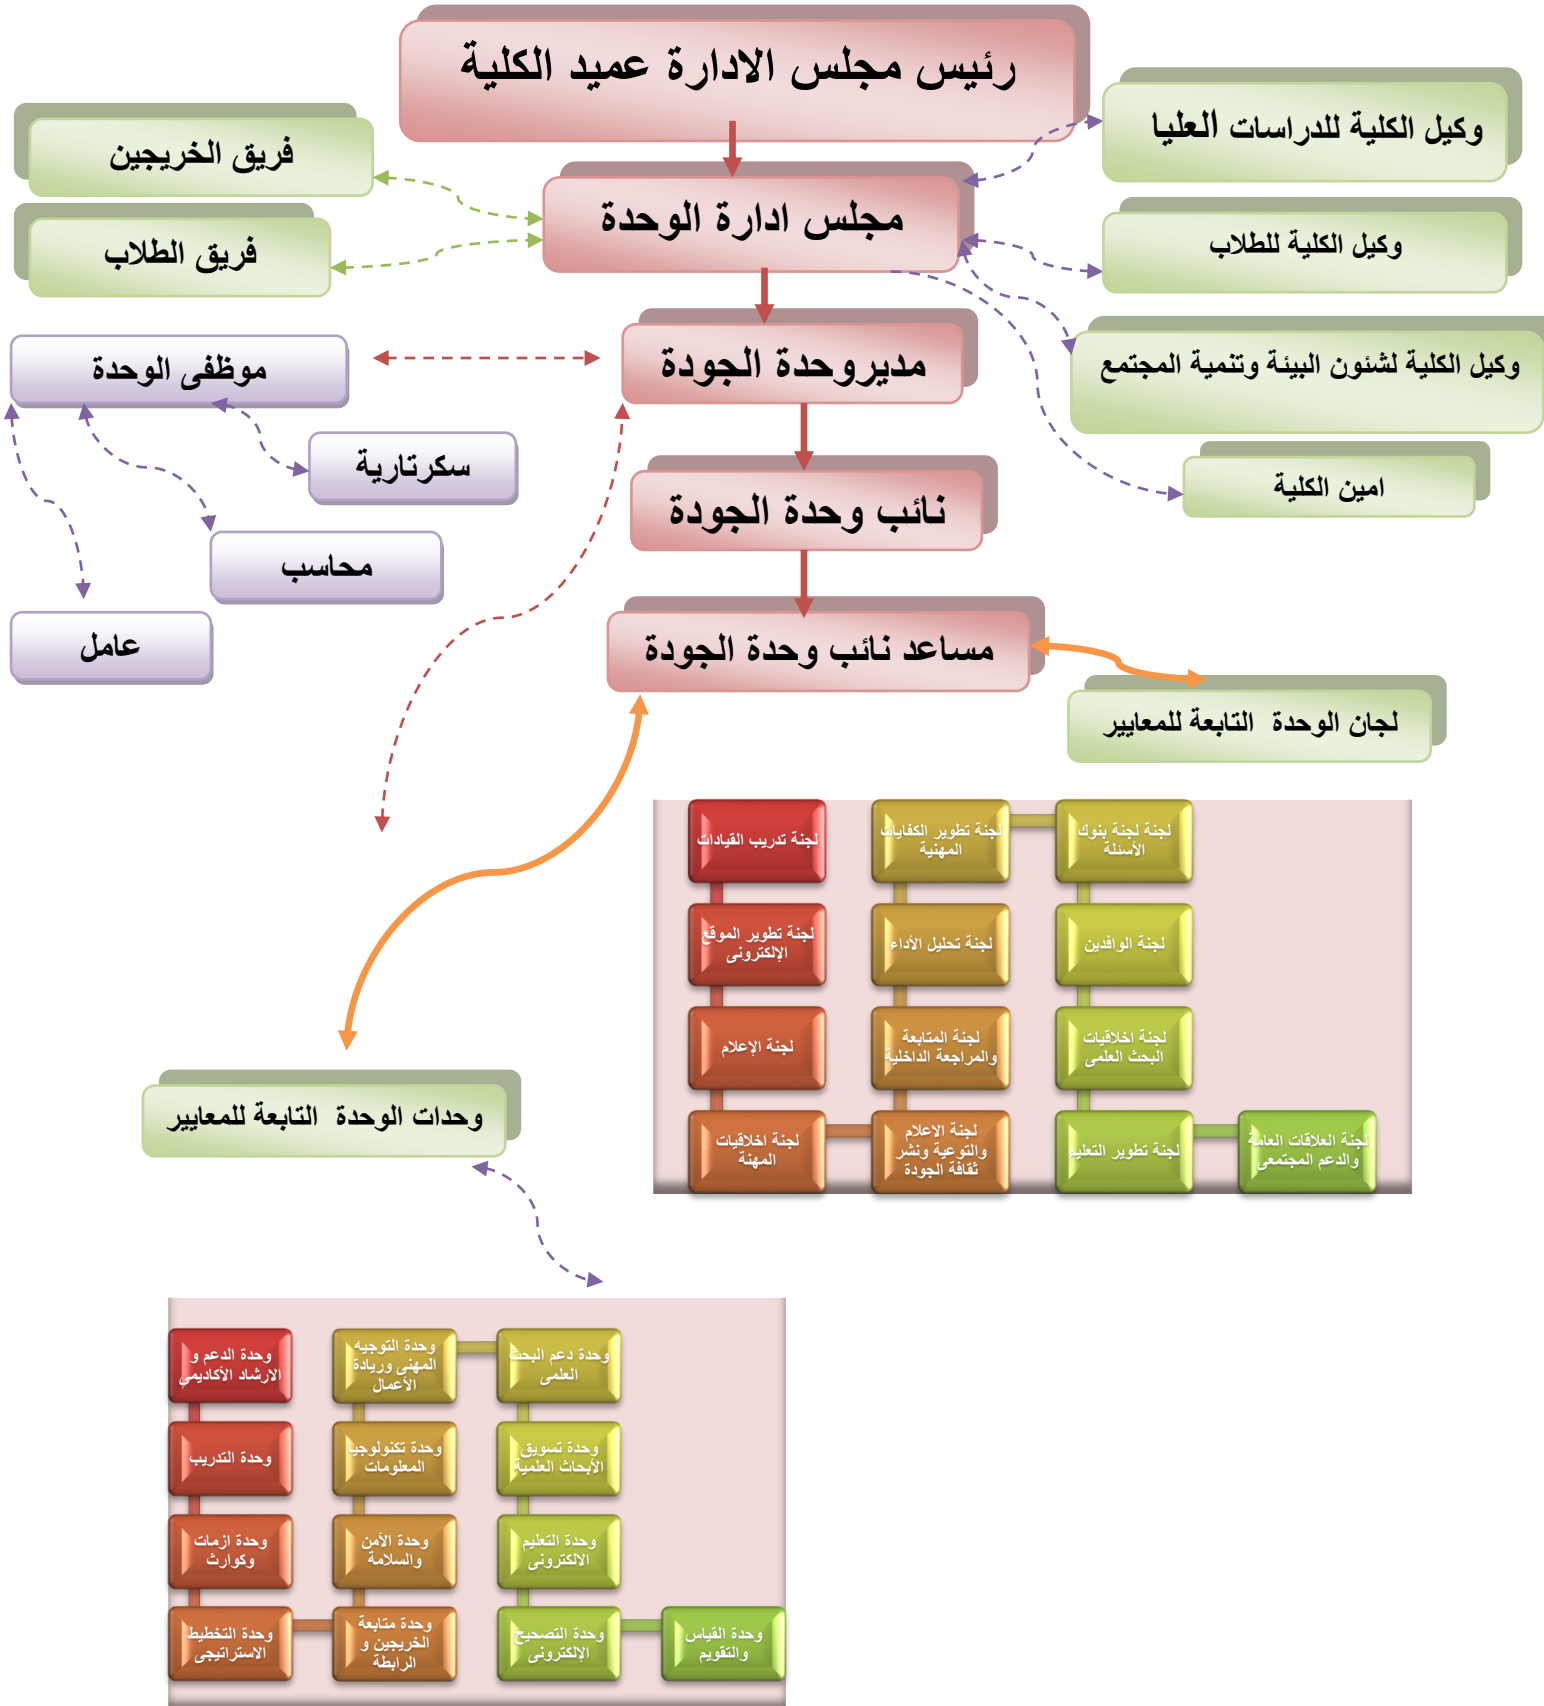 رئيس مجلس الادارة عميد الكلية
وكيل الكلية للدراسات العليا
فريق الخريجين
مجلس ادارة الوحدة
وكيل الكلية للطلاب
فريق الطلاب
مديروحدة الجودة
وكيل الكلية لشئون البيئة وتنمية المجتمع
موظفى الوحدة
سكرتارية
امين الكلية
نائب وحدة الجودة
محاسب
مساعد نائب وحدة الجودة
عامل
لجان الوحدة التابعة للمعايير
لجنة تدريب القيادات
لجنة تطوير الموقع
الإلكترونى
لجنة الإعلام
لجنة اخلاقيات
المهنة
لجنة الاعلام
والتوعية ونشر
ثقافة الجودة
لجنة المتابعة
والمراجعة الداخلية
لجنة تحليل الأداء
لجنة تطوير الكفايات
المهنية
لجنة لجنة بنوك
الأسئلة
لجنة الوافدين
لجنة اخلاقيات
البحث العلمى
لجنة تطوير التعليم
لجنة العلاقات العامة
والدعم المجتمعى
وحدات الوحدة التابعة للمعايير
وحدة الدعم و
الارشاد الأكاديمي
وحدة التدريب
وحدة ازمات
وكوارث
وحدة التخطيط
الاستراتيجى
وحدة متابعة
الخريجين و
الرابطة
وحدة الأمن
والسلامة
وحدة تكنولوجيا
المعلومات
وحدة التوجيه
المهنى وريادة
الأعمال
وحدة دعم البحث
العلمى
وحدة تسويق
الأبحاث العلمية
وحدة التعليم
الالكترونى
وحدة التصحيح
الإلكترونى
وحدة القياس
والتقويم